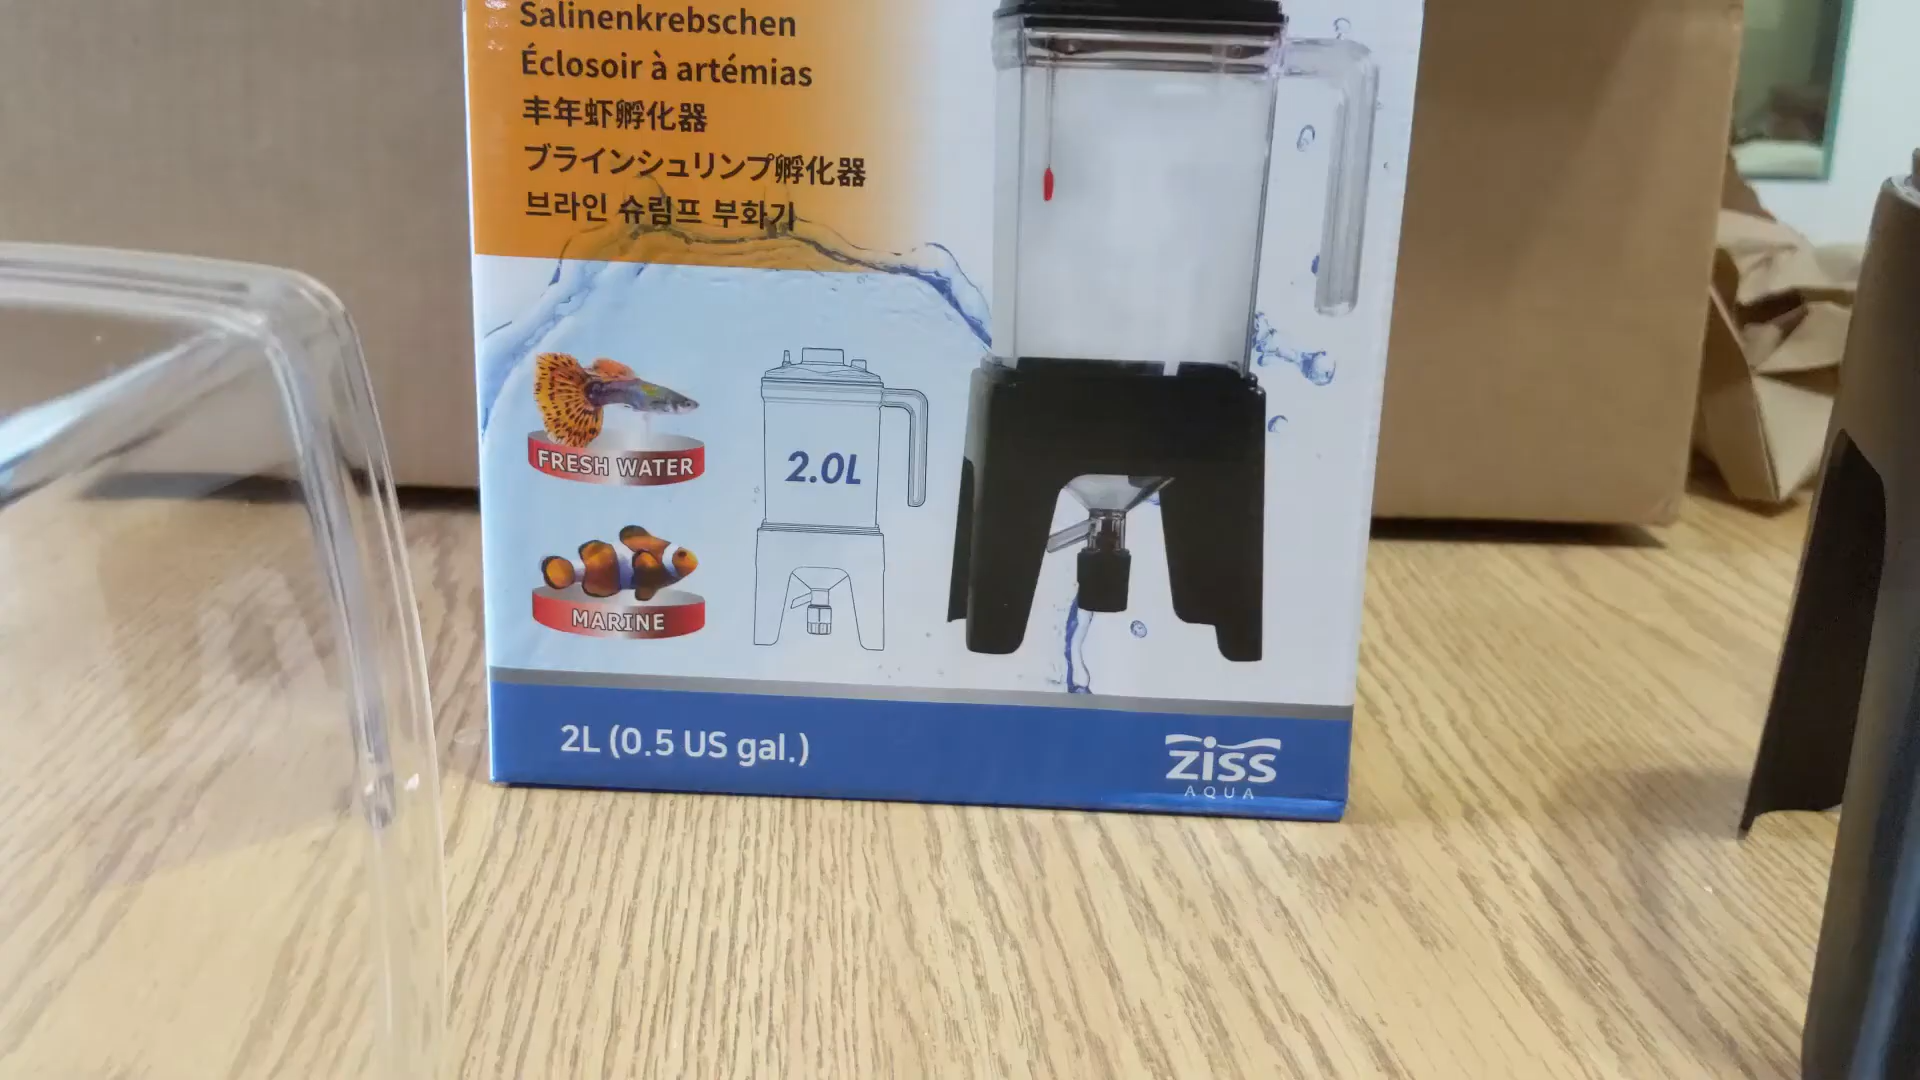 Salinenkrebschen
Éclosoir à artémias
丰年虾孵化器
ブラインシュリンプ孵化器
브라인 슈림프 부화기
FRESH WATER
2.0L
MARINE
2L (0.5 US gal.)
ziss
AQUA